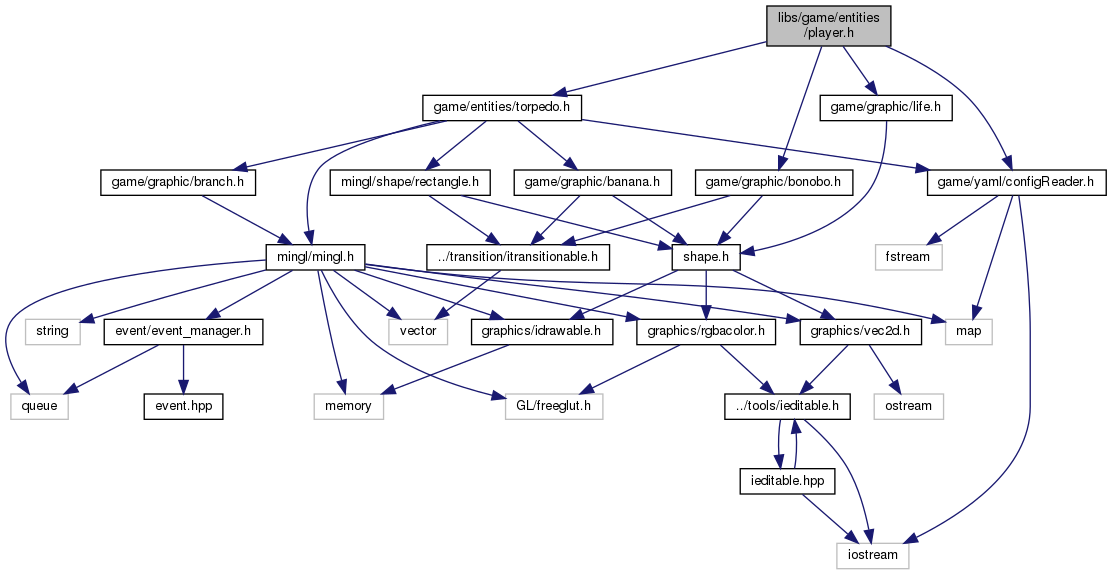 libs/game/entities
/player.h
game/entities/torpedo.h
game/graphic/life.h
game/graphic/branch.h
mingl/shape/rectangle.h
game/graphic/banana.h
game/graphic/bonobo.h
game/yaml/configReader.h
mingl/mingl.h
../transition/itransitionable.h
shape.h
fstream
string
event/event_manager.h
vector
graphics/idrawable.h
graphics/rgbacolor.h
graphics/vec2d.h
map
queue
event.hpp
memory
GL/freeglut.h
../tools/ieditable.h
ostream
ieditable.hpp
iostream